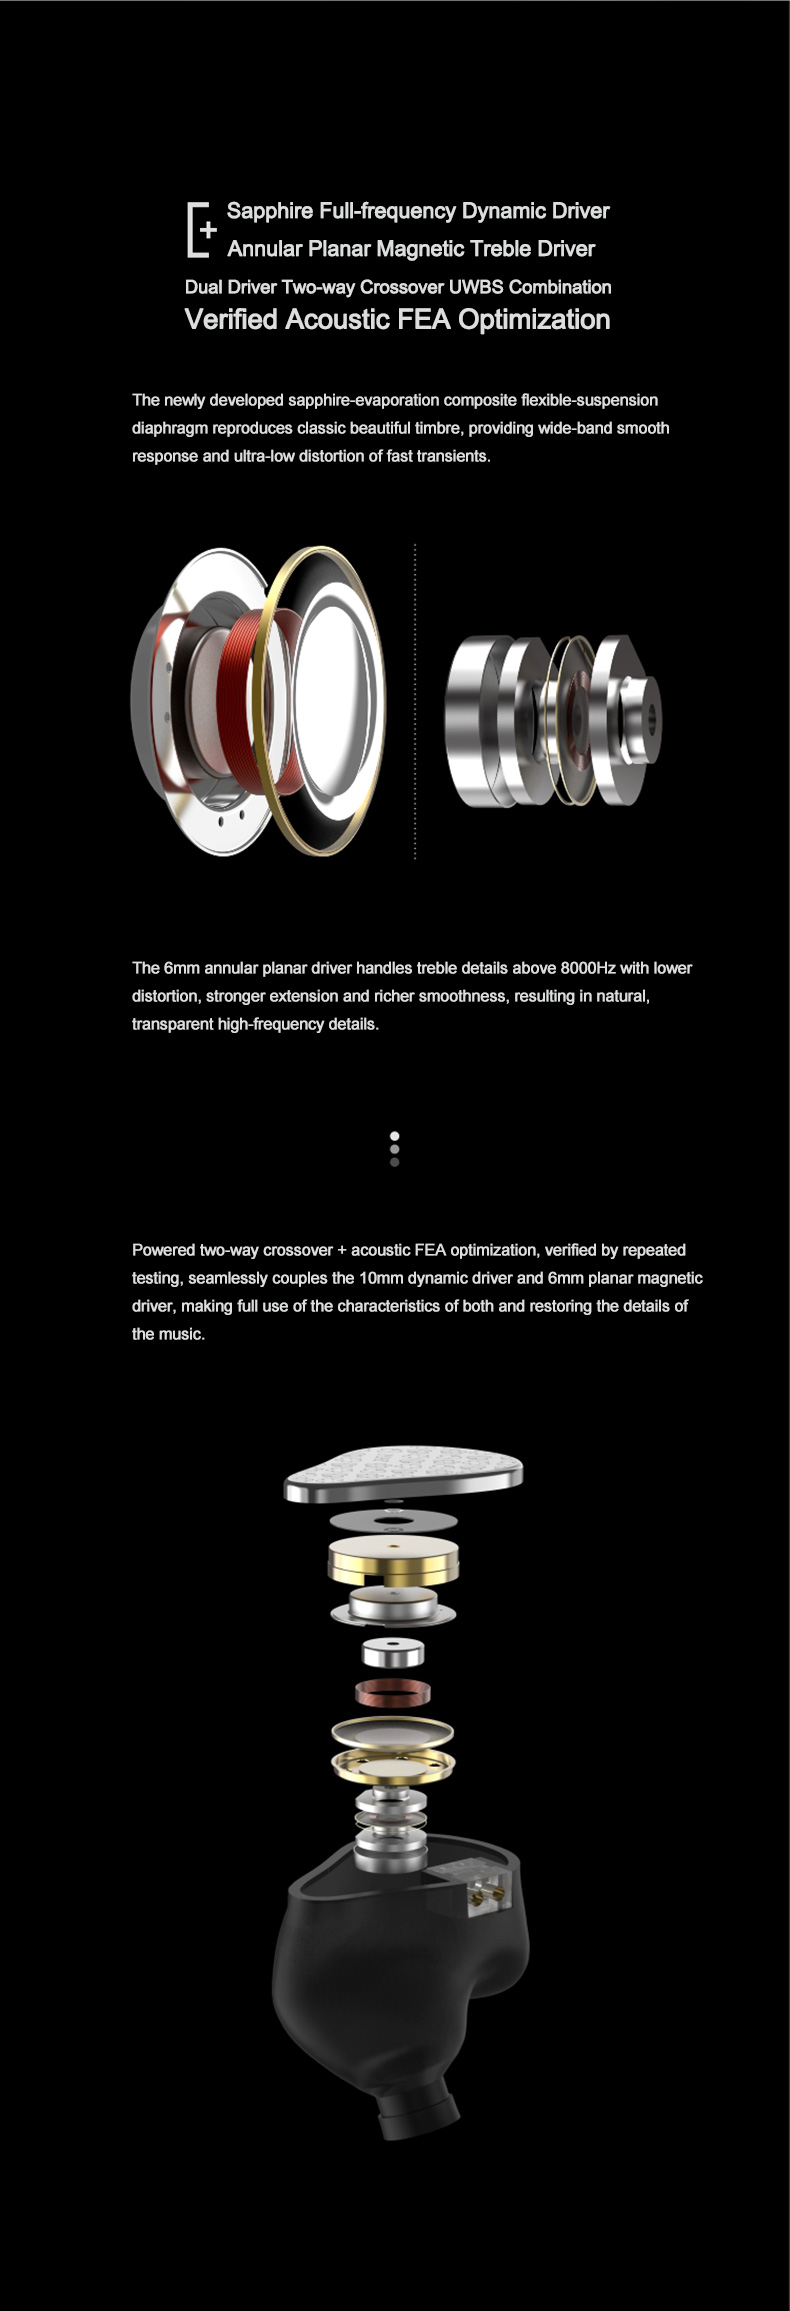 Sapphire Full-frequency Dynamic Driver
+
Annular Planar Magnetic Treble Driver
Dual Driver Two-way Crossover UWBS Combination
Verified Acoustic FEA Optimization
The newly developed sapphire-evaporation composite flexible-suspension
diaphragm reproduces classic beautiful timbre, providing wide-band smooth
response and ultra-low distortion of fast transients.
The 6mm annular planar driver handles treble details above 8000Hz with lower
distortion, stronger extension and richer smoothness, resulting in natural,
transparent high-frequency details.
Powered two-way crossover + acoustic FEA optimization, verified by repeated
testing, seamlessly couples the 10mm dynamic driver and 6mm planar magnetic
driver, making full use of the characteristics of both and restoring the details of
the music.